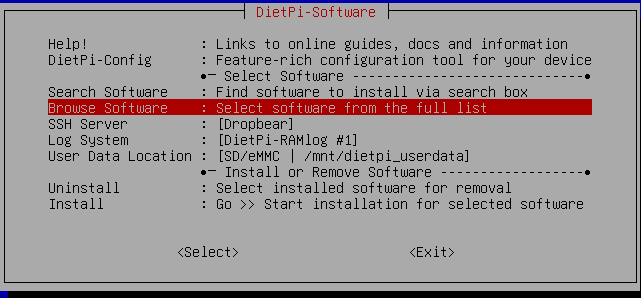 DietPi-Software
Help! : Links to online guides, docs and information
DietPi-Config : Feature-rich configuration tool for your device
●─ Select Software ---------------------------●
Search Software : Find software to install via search box
Browse Software : Select software from the full list
SSH Server : [Dropbear]
Log System : [DietPi-RAMlog #1]
User Data Location : [SD/eMMC | /mnt/dietpi_userdata]
●─ Install or Remove Software ----------------●
Uninstall : Select installed software for removal
Install : Go >> Start installation for selected software
<Select> <Exit>